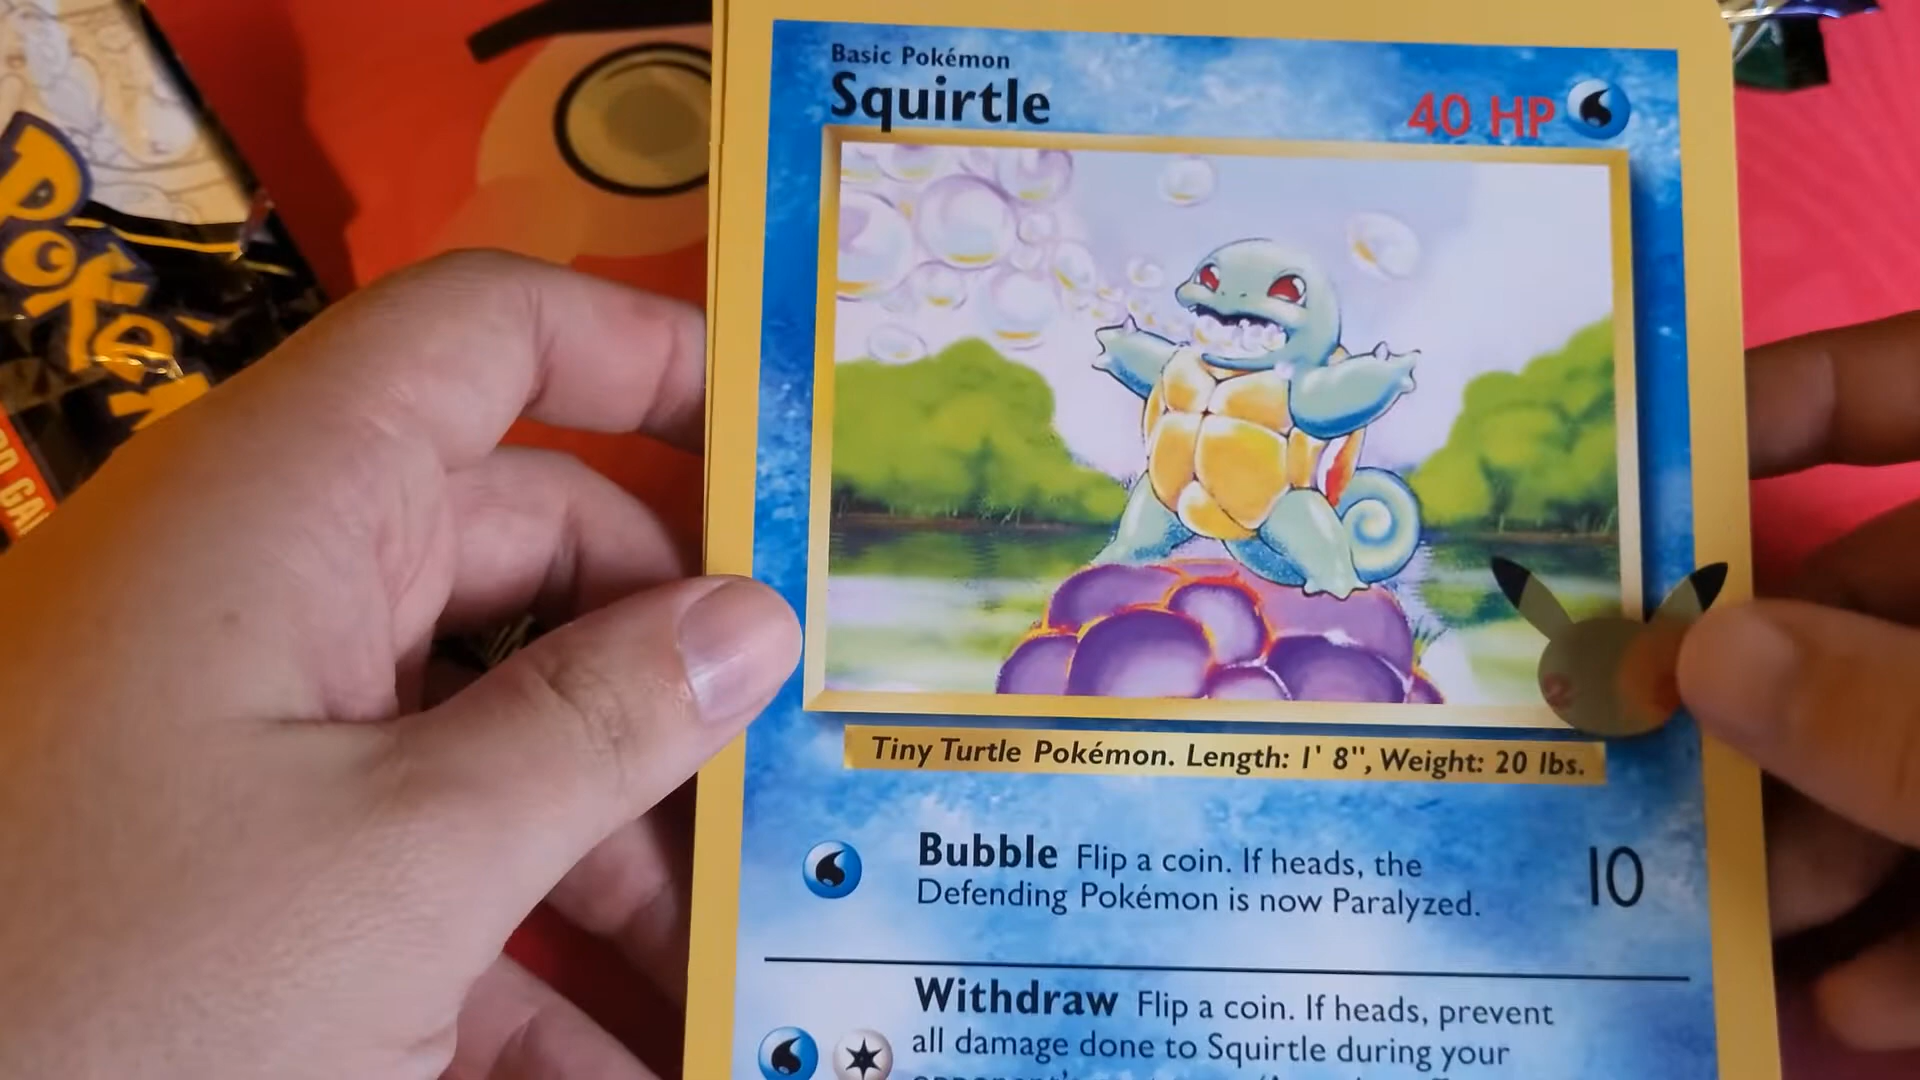 Basic Pokémon
Squirtle
40 HP
Poké
Tiny Turtle Pokémon. Length: 1' 8", Weight: 20 lbs.
Bubble Flip a coin. If heads, the
Defending Pokémon is now Paralyzed.
10
Withdraw Flip a coin. If heads, prevent
all damage done to Squirtle during your